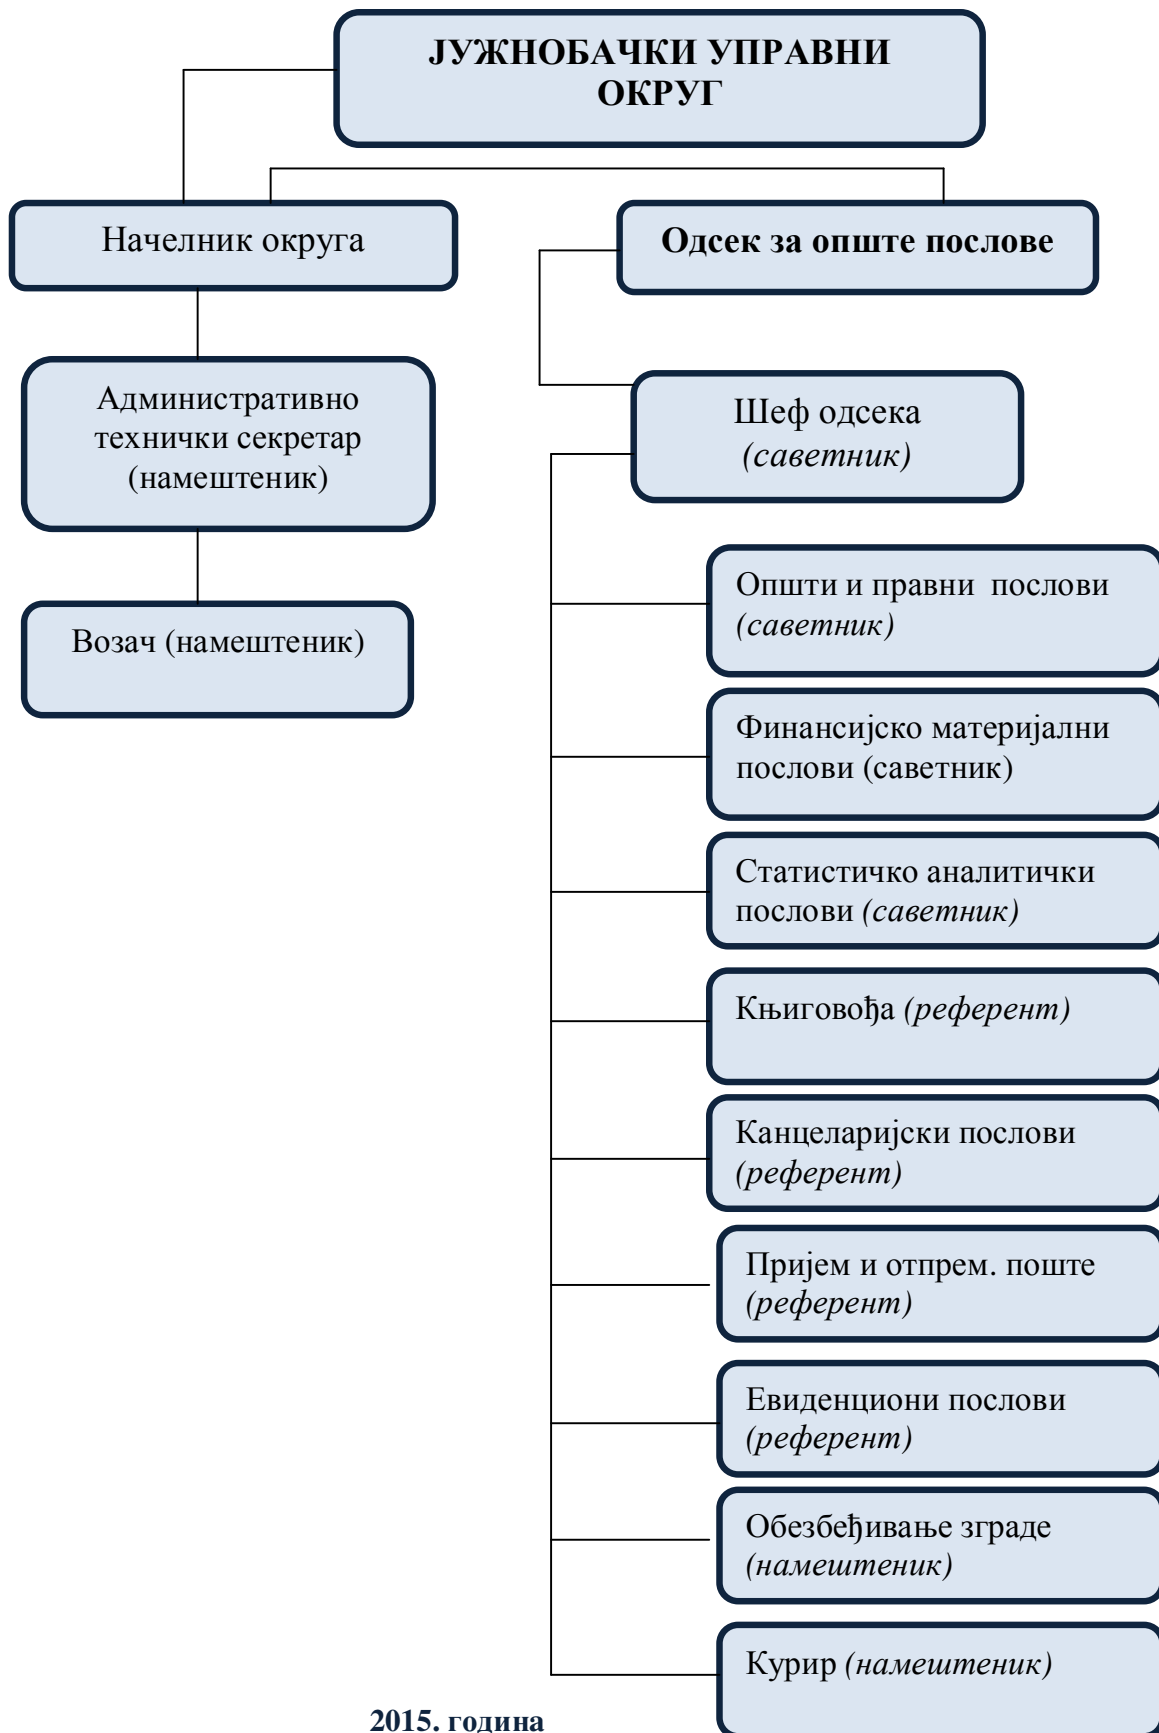 ЈУЖНОБАЧКИ УПРАВНИ
ОКРУГ
Начелник округа
Одсек за опште послове
Административно
технички секретар
(намештеник)
Возач (намештеник)
Шеф одсека
(саветник)
Општи и правни послови
(саветник)
Финансијско материјални
послови (саветник)
Статистичко аналитички
послови (саветник)
Књиговођа (референт)
Канцеларијски послови
(референт)
Пријем и отпрем. поште
(референт)
Евиденциони послови
(референт)
Обезбеђивање зграде
(намештеник)
Курир (намештеник)
2015. година